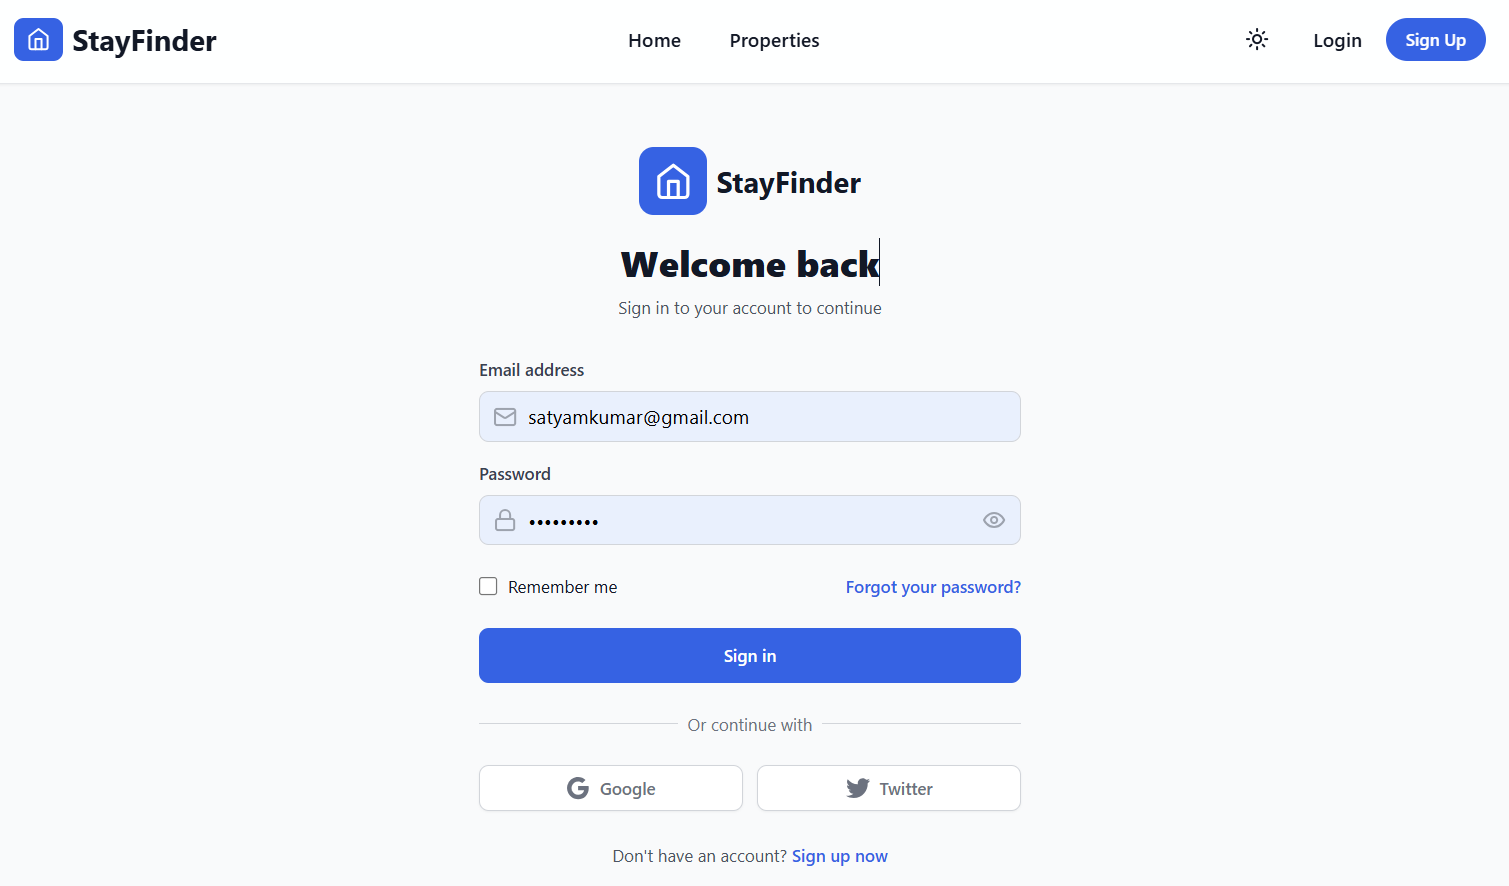 StayFinder
Home
Properties
Login
Sign Up
StayFinder
Welcome back
Sign in to your account to continue
Email address
satyamkumar@gmail.com
Password
•••••••••
Remember me
Forgot your password?
Sign in
Or continue with
Google
Twitter
Don't have an account? Sign up now